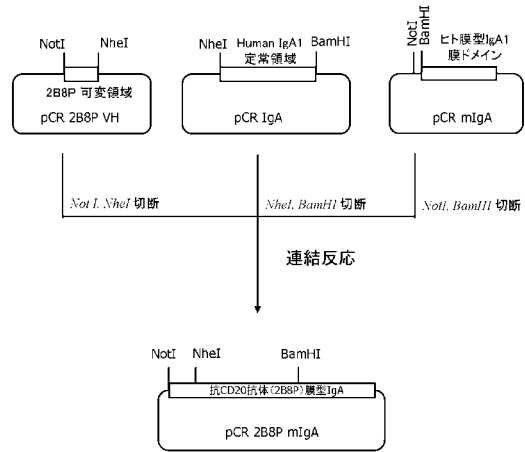 NotI NheI
2B8P 可変領域
pCR 2B8P VH
NheI Human IgA1 BamHI
定常領域
pCR IgA
NotI
BamHI
ヒト膜型IgA1
膜ドメイン
pCR mIgA
Not I, NheI 切断
NheI, BamHI 切断
NotI, BamHI 切断
連結反応
NotI NheI BamHI
抗CD20抗体(2B8P)膜型IgA
pCR 2B8P mIgA